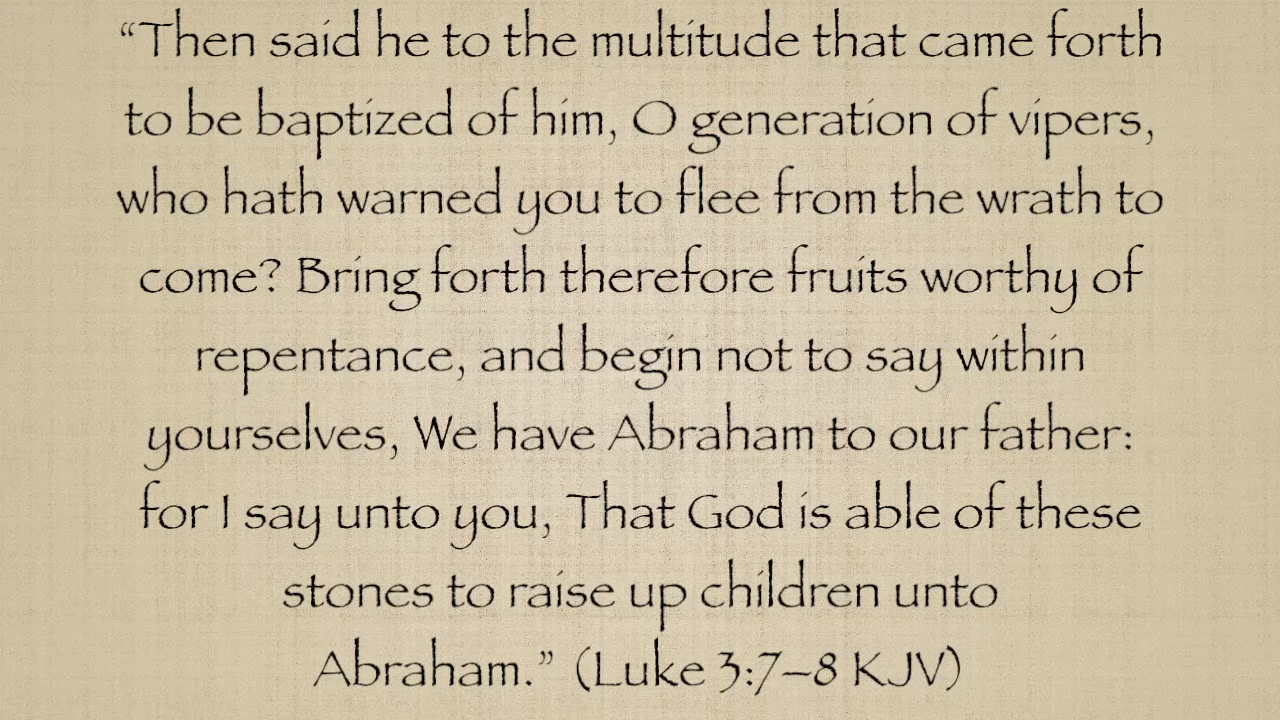 “Then said he to the multitude that came forth
to be baptized of him, O generation of vipers,
who hath warned you to flee from the wrath to
come? Bring forth therefore fruits worthy of
repentance, and begin not to say within
yourselves, We have Abraham to our father:
for I say unto you, That God is able of these
stones to raise up children unto
Abraham.” (Luke 3:7–8 KJV)